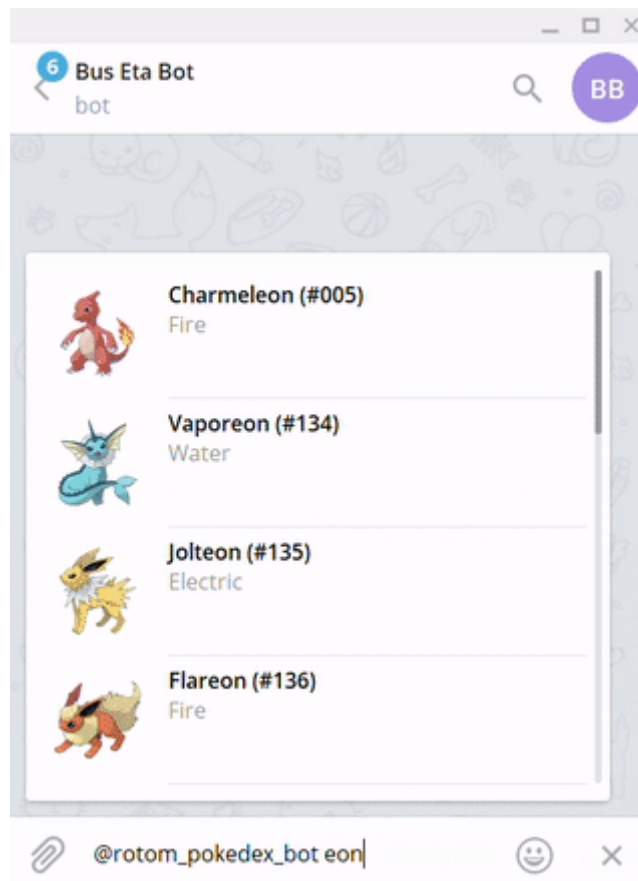 6
Bus Eta Bot
bot
BB
Charmeleon (#005)
Fire
Vaporeon (#134)
Water
Jolteon (#135)
Electric
Flareon (#136)
Fire
@rotom_pokedex_bot eon